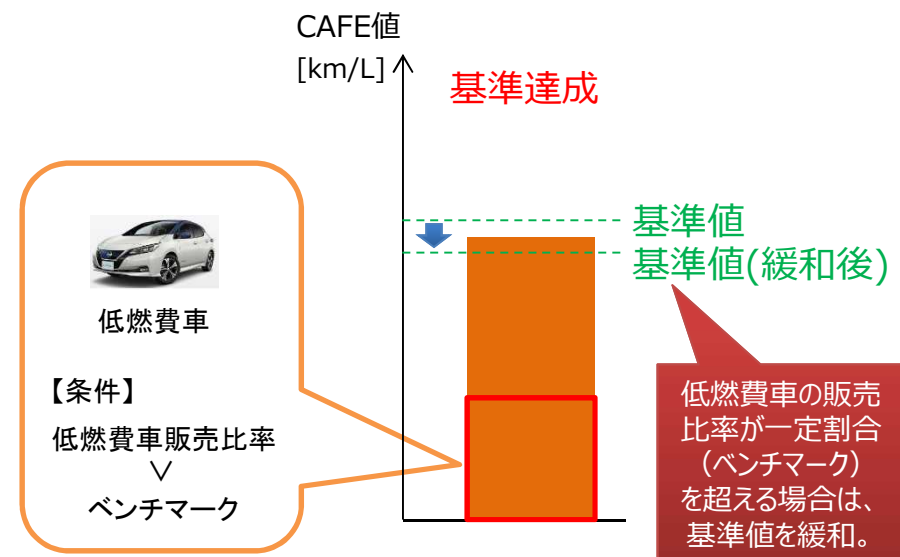 CAFE値
[km/L]
基準達成
基準値
基準値(緩和後)
低燃費車
【条件】
低燃費車販売比率
∨
ベンチマーク
低燃費車の販売
比率が一定割合
(ベンチマーク)
を超える場合は、
基準値を緩和。